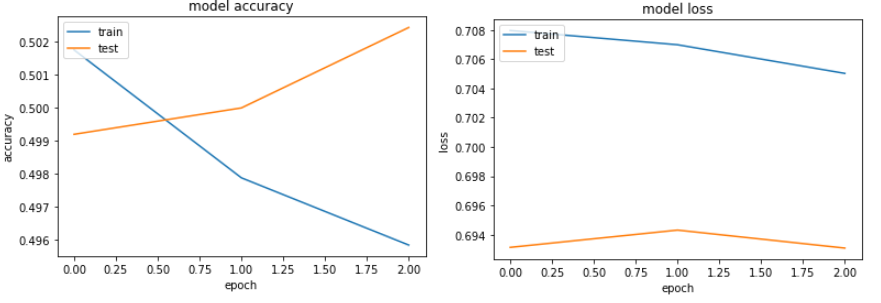 model accuracy
train
test
0.502
0.501
0.500
0.499
0.498
0.497
0.496
accuracy
0.00 0.25 0.50 0.75 1.00 1.25 1.50 1.75 2.00
epoch
model loss
train
test
0.708
0.706
0.704
0.702
0.700
0.698
0.696
0.694
loss
0.00 0.25 0.50 0.75 1.00 1.25 1.50 1.75 2.00
epoch